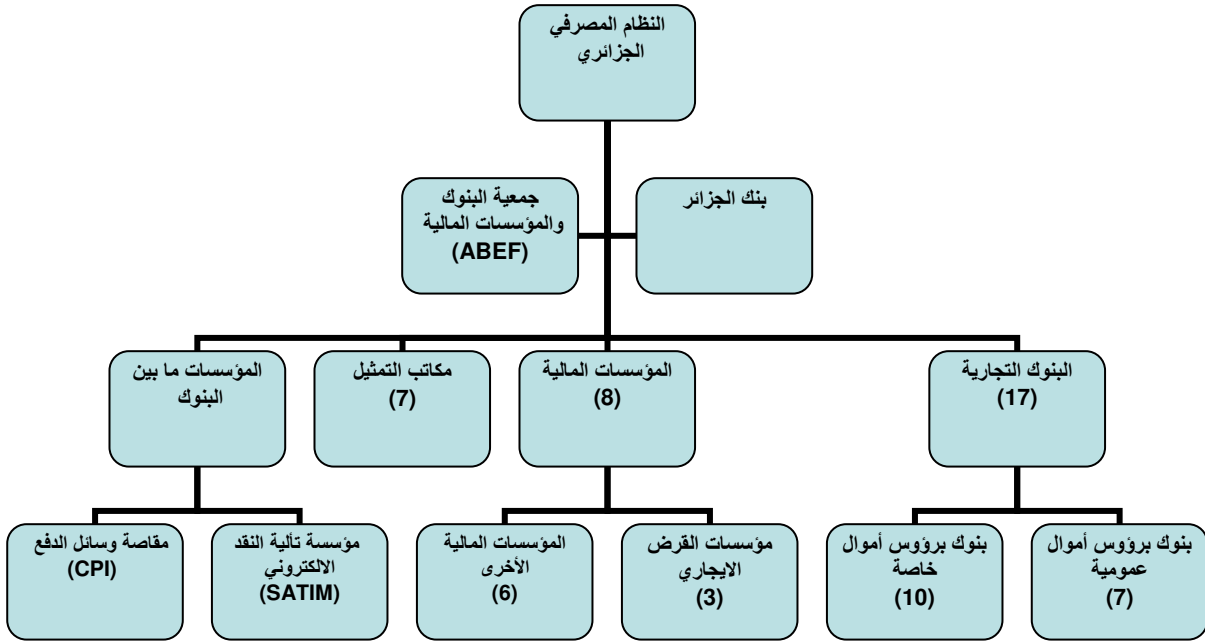 النظام المصرفي
الجزائري
بنك الجزائر
جمعية البنوك
والمؤسسات المالية
(ABEF)
البنوك التجارية
(17)
المؤسسات المالية
(8)
مكاتب التمثيل
(7)
المؤسسات ما بين
البنوك
بنوك برؤوس أموال
عمومية
(7)
بنوك برؤوس أموال
خاصة
(10)
مؤسسات القرض
الايجاري
(3)
المؤسسات المالية
الأخرى
(6)
مؤسسة تألية النقد
الالكتروني
(SATIM)
مقاصة وسائل الدفع
(CPI)